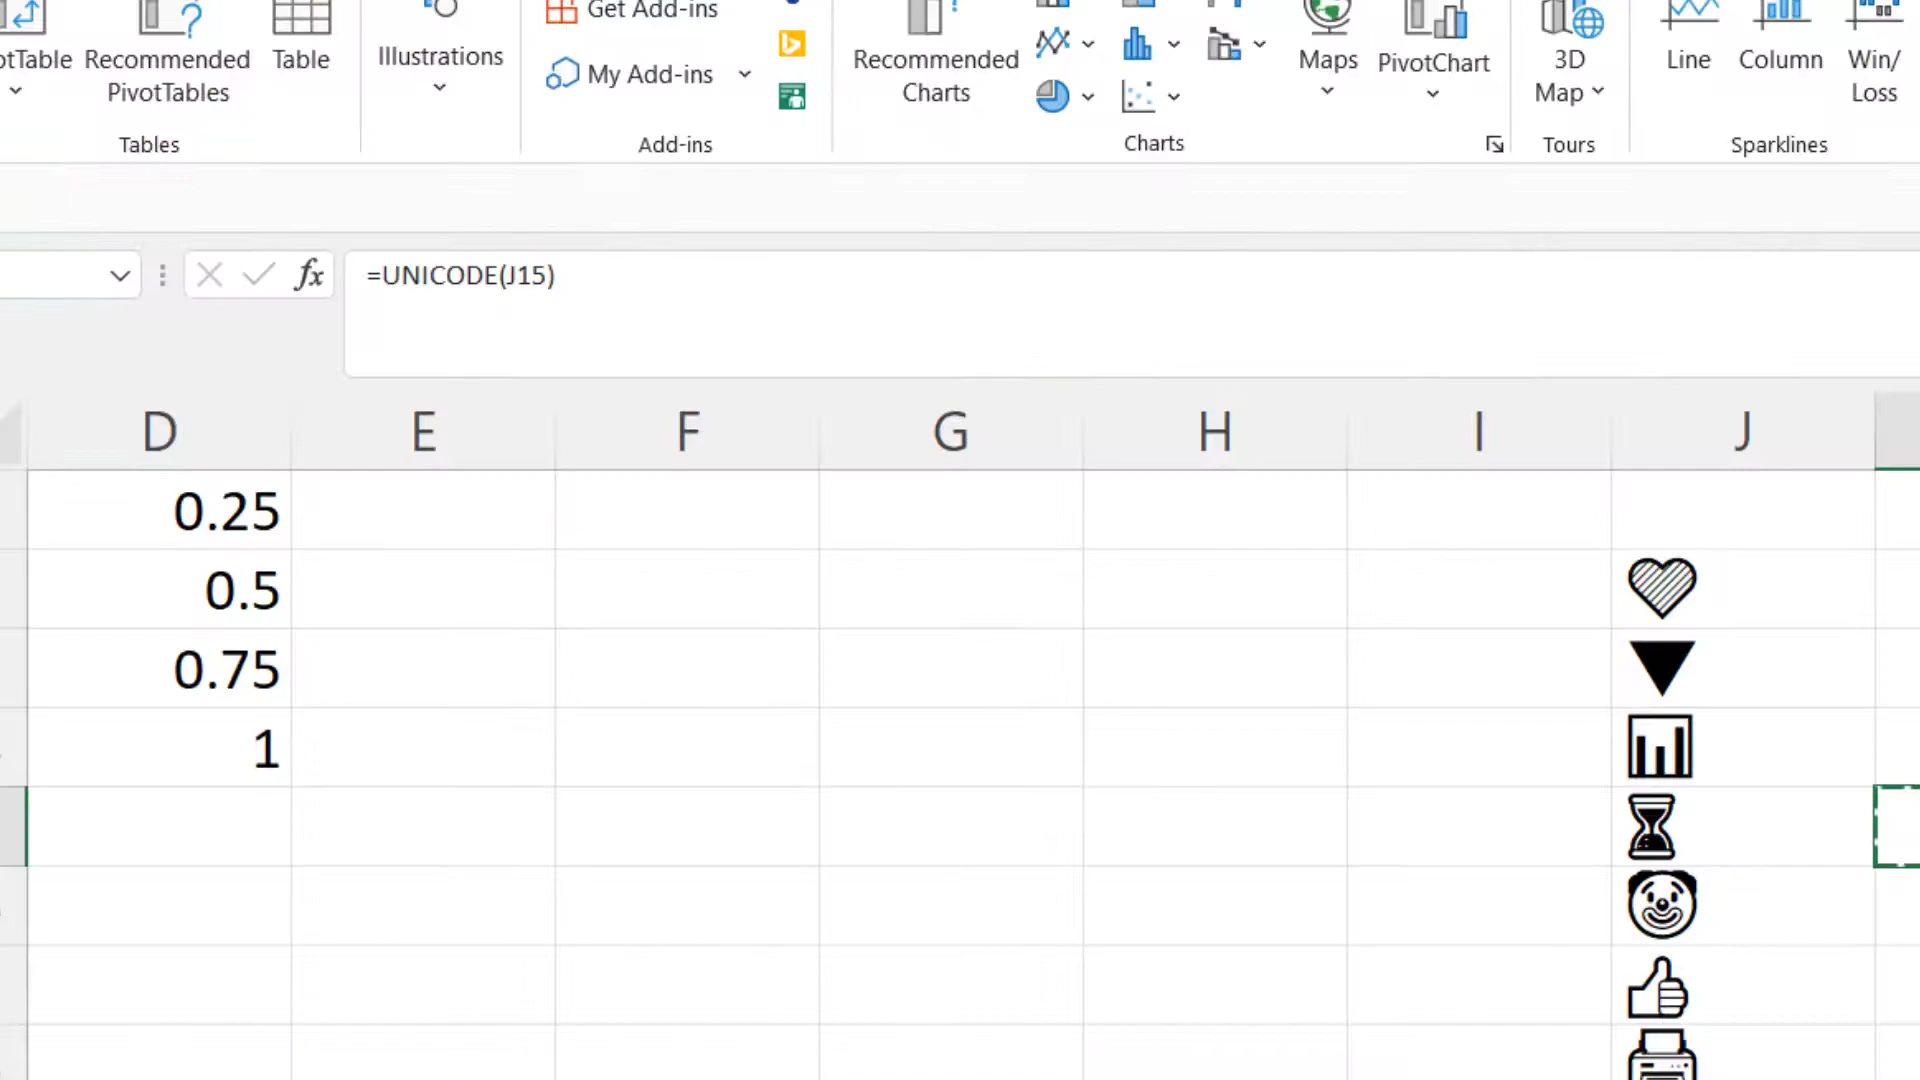 Get Add-ins
My Add-ins
Illustrations
otTable
Recommended
PivotTables
Table
Recommended
Charts
Maps
PivotChart
3D
Map
Line
Column
Win/
Loss
Tables
Add-ins
Charts
Tours
Sparklines
fx
=UNICODE(J15)
D E F G H I J
0.25
0.5
0.75
1